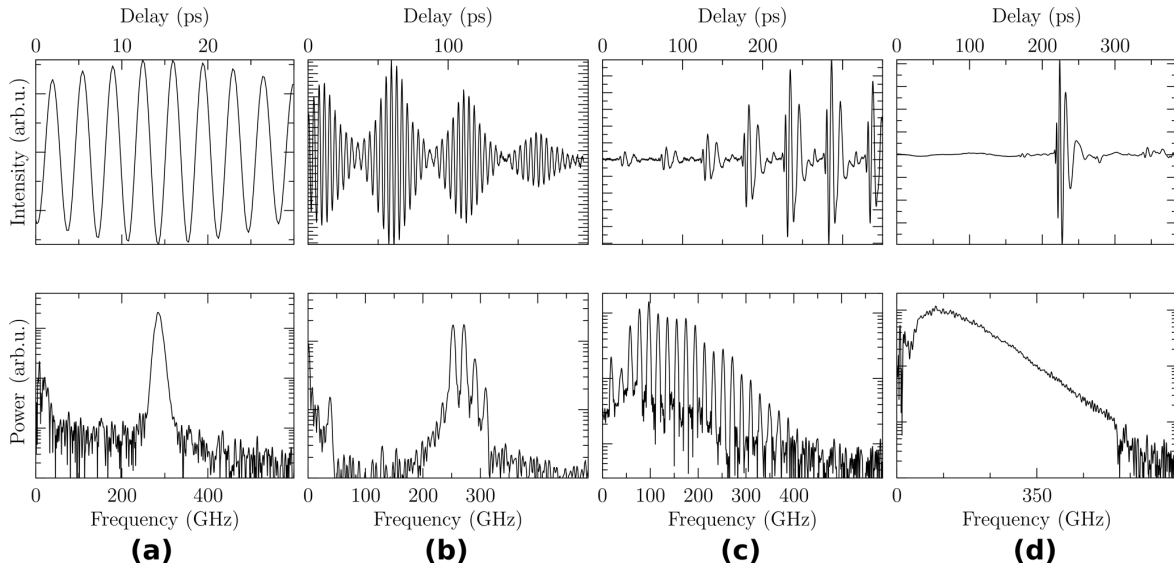 Delay (ps) Delay (ps) Delay (ps) Delay (ps)
0 10 20 0 100 0 100 200 0 100 200 300
Intensity (arb.u.)
Power (arb.u.)
0 200 400 0 100 200 300 0 100 200 300 400 0 350
Frequency (GHz) Frequency (GHz) Frequency (GHz) Frequency (GHz)
(a) (b) (c) (d)